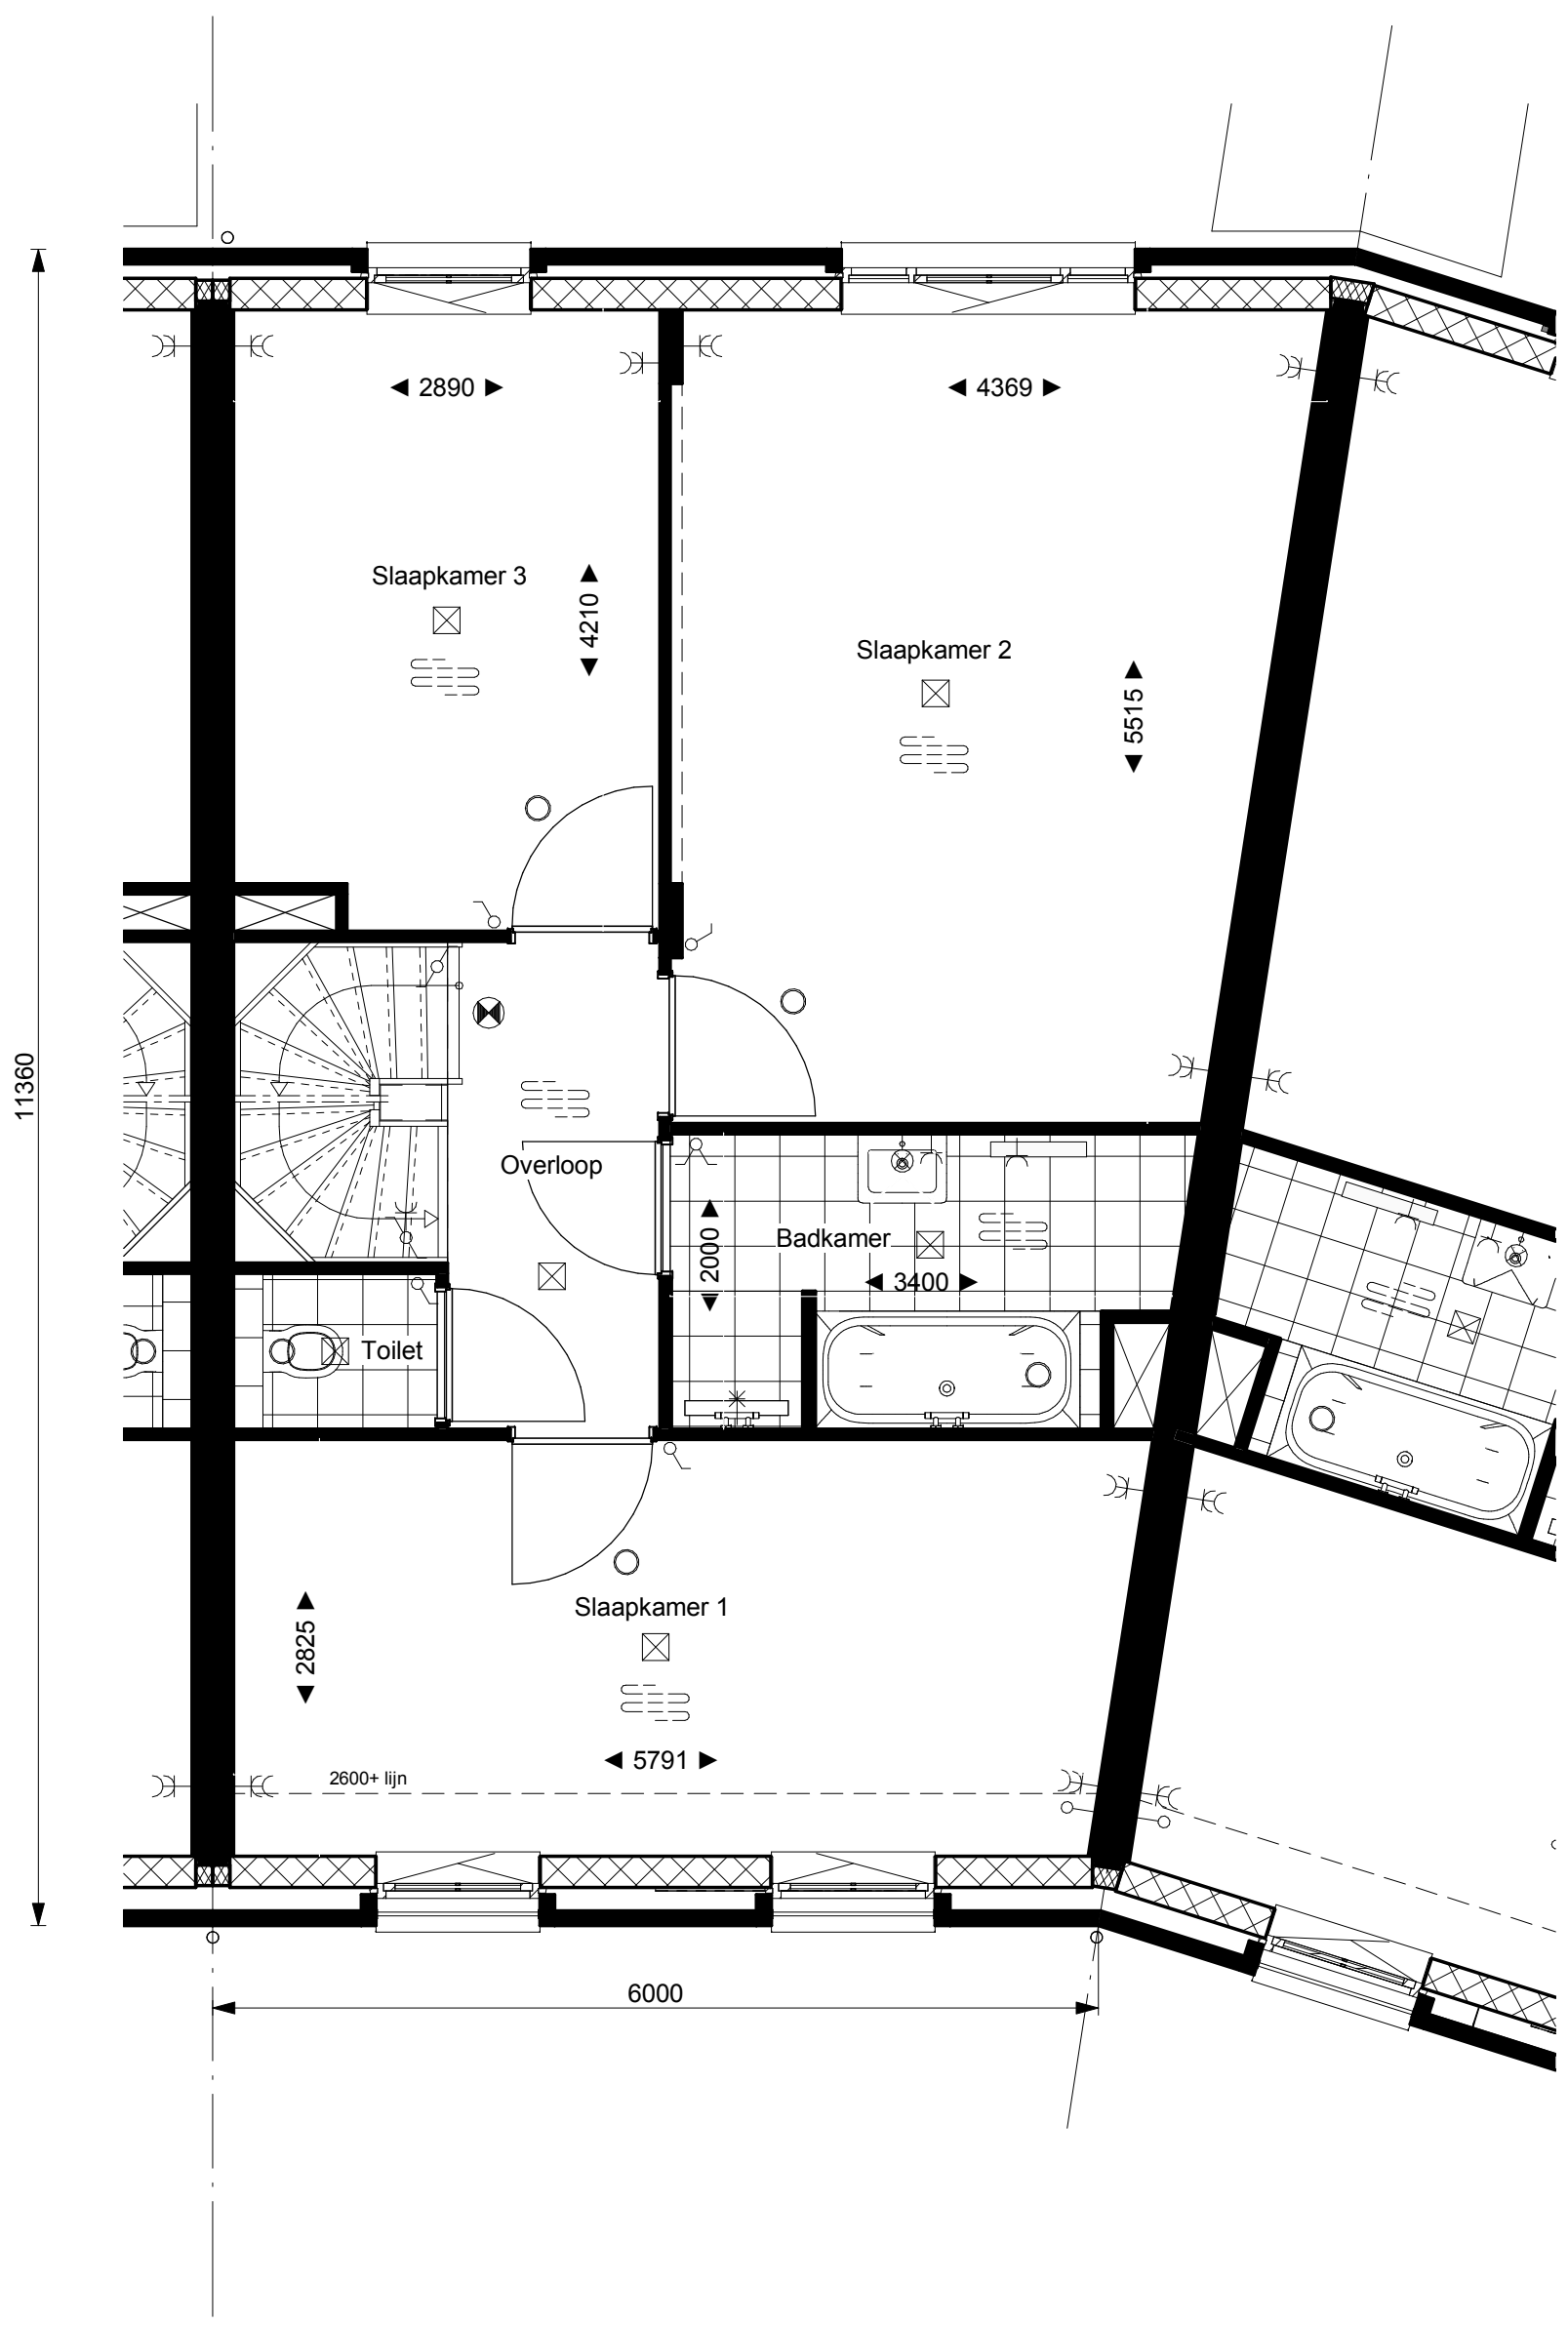 2890
4369
Slaapkamer 3
4210
Slaapkamer 2
5515
11360
Overloop
2000
Badkamer
3400
Toilet
Slaapkamer 1
2825
5791
2600+ lijn
6000